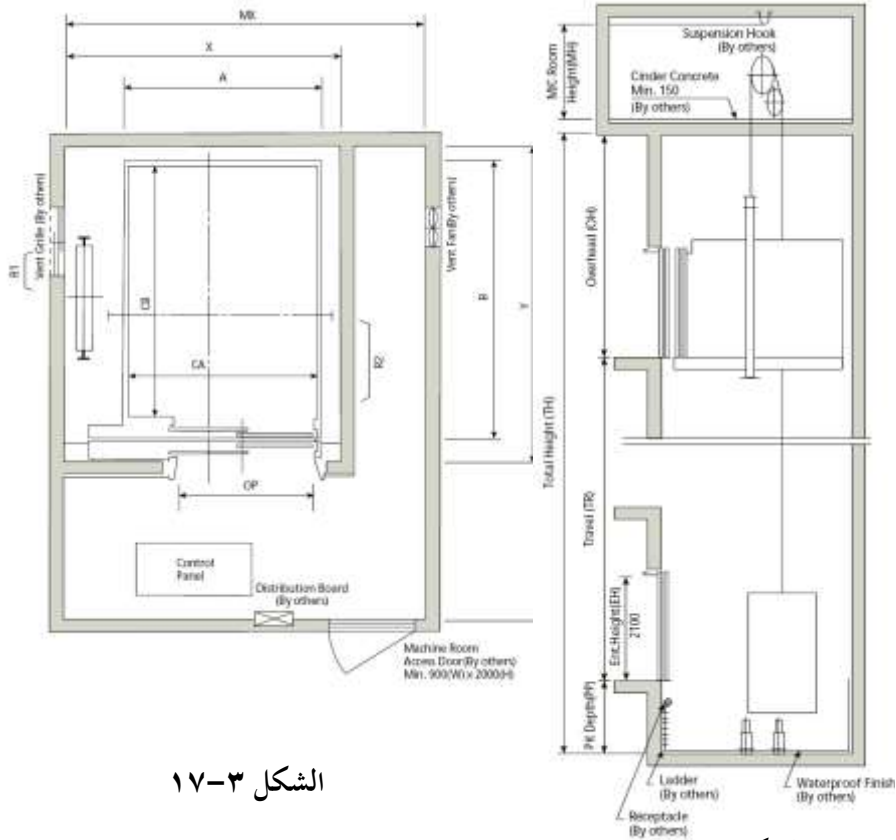 MX
X
A
Vent Grille (By others)
R1
CB
CA
Vent Fan(By others)
B
Y
R2
OP
Control
Panel
Distribution Board
(By others)
Machine Room
Access Door(By others)
Min. 900(W) x 2000(H)
الشكل ٣-١٧
M/C Room
Height(MH)
Suspension Hook
(By others)
Cinder Concrete
Min. 150
(By others)
Overhead (OH)
Total Height (TH)
Travel (TR)
Ent.Height(EH)
2100
Pit Depth(PP)
Ladder
(By others)
Receptacle
(By others)
Waterproof Finish
(By others)